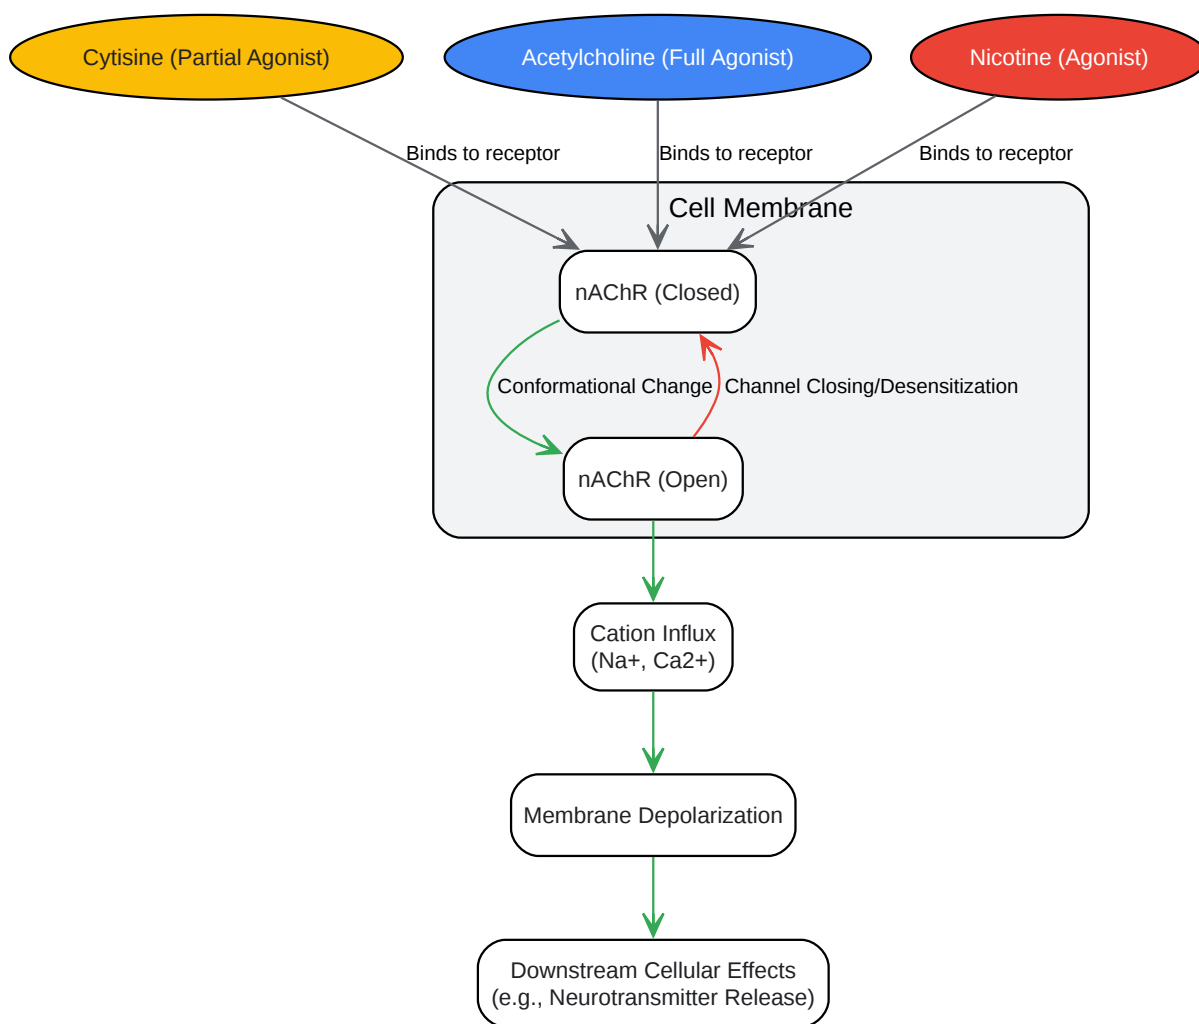 Cytisine (Partial Agonist)
Acetylcholine (Full Agonist)
Nicotine (Agonist)
Binds to receptor
Binds to receptor
Binds to receptor
Cell Membrane
nAChR (Closed)
Conformational Change
Channel Closing/Desensitization
nAChR (Open)
Cation Influx
(Na+, Ca2+)
Membrane Depolarization
Downstream Cellular Effects
(e.g., Neurotransmitter Release)